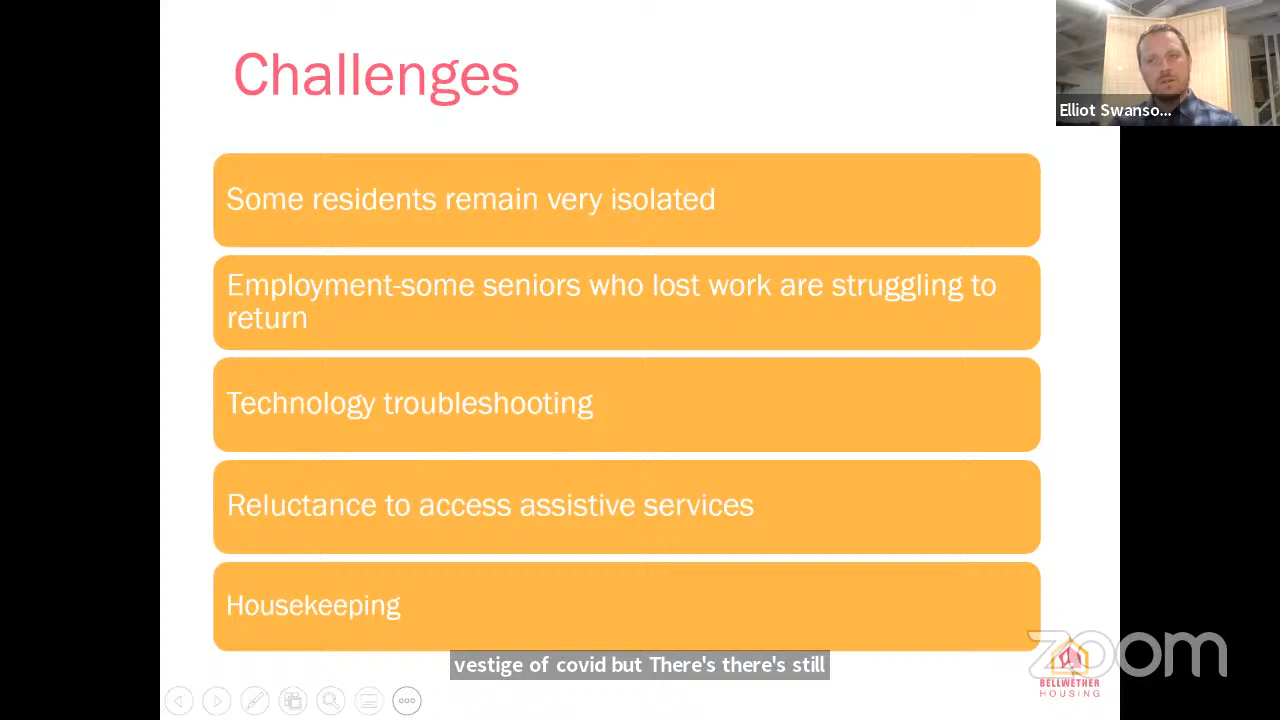 Challenges
Elliot Swanso...
Some residents remain very isolated
Employment-some seniors who lost work are struggling to
return
Technology troubleshooting
Reluctance to access assistive services
Housekeeping
vestige of covid but There's there's still
zoom
BELLWETHER
HOUSING